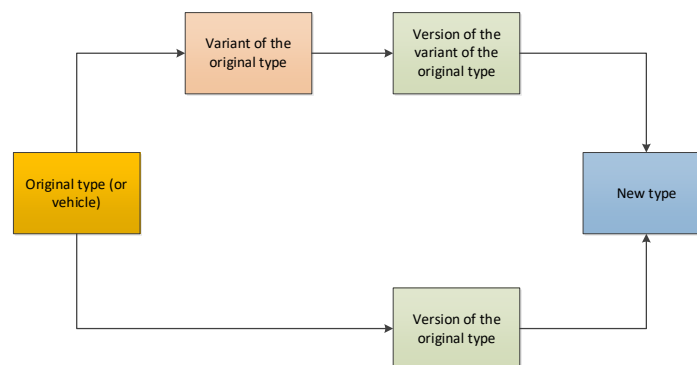 Variant of the
original type
Version of the
variant of the
original type
Original type (or
vehicle)
New type
Version of the
original type